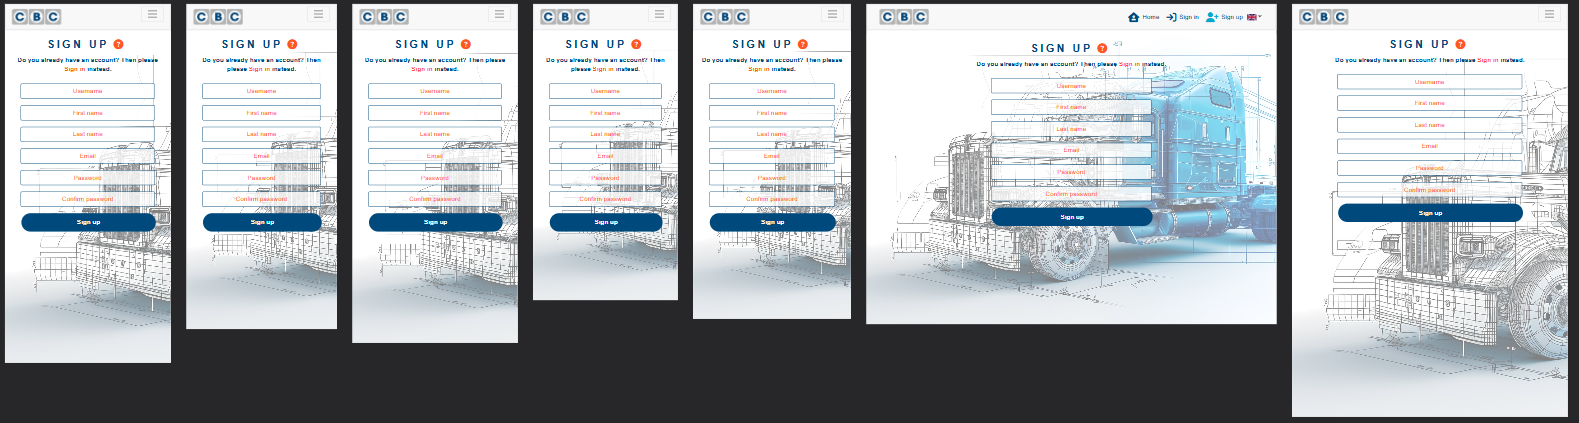 CBC
SIGN UP ?
Do you already have an account? Then please
Sign in instead.
Username
First name
Last name
Email
Password
Confirm password
Sign up
CBC
SIGN UP ?
Do you already have an account? Then
please Sign in instead.
Username
First name
Last name
Email
Password
Confirm password
Sign up
CBC
SIGN UP ?
Do you already have an account? Then please
Sign in instead.
Username
First name
Last name
Email
Password
Confirm password
Sign up
CBC
SIGN UP ?
Do you already have an account? Then
please Sign in instead.
Username
First name
Last name
Email
Password
Confirm password
Sign up
CBC
SIGN UP ?
Do you already have an account? Then please
Sign in instead.
Username
First name
Last name
Email
Password
Confirm password
Sign up
CBC
Home Sign in Sign up
SIGN UP ?
Do you already have an account? Then please Sign in instead.
Username
First name
Last name
Email
Password
Confirm password
Sign up
CBC
SIGN UP ?
Do you already have an account? Then please Sign in instead.
Username
First name
Last name
Email
Password
Confirm password
Sign up